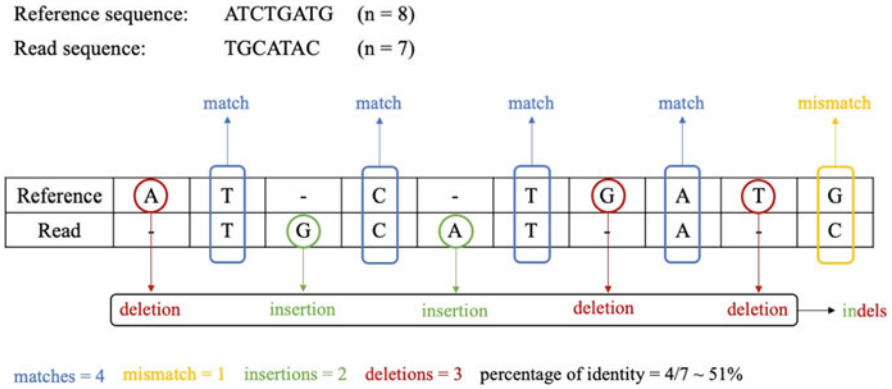 Reference sequence: ATCTGATG (n = 8)
Read sequence: TGCATAC (n = 7)
match match match match mismatch
Reference A T - C - T G A T G
Read - T G C A T - A - C
deletion insertion insertion deletion deletion indels
matches = 4 mismatch = 1 insertions = 2 deletions = 3 percentage of identity = 4/7 ~ 51%